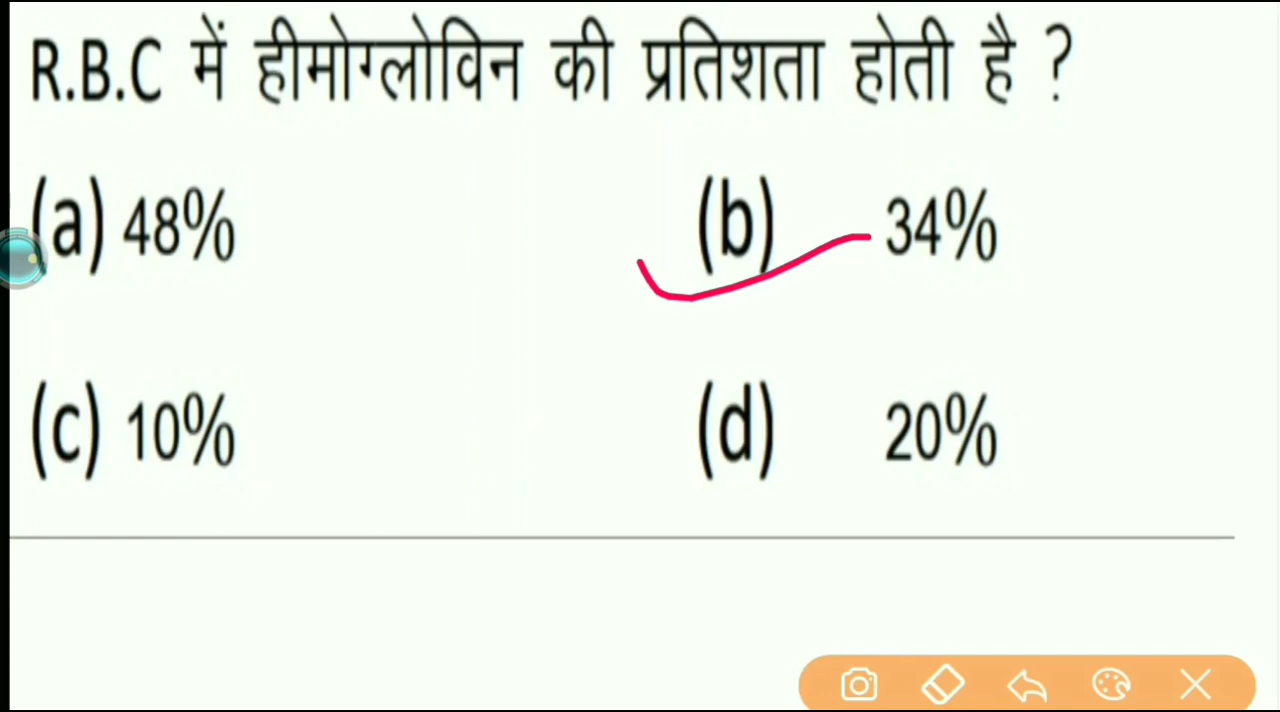 R.B.C में हीमोग्लोविन की प्रतिशता होती है ?
(a) 48% (b) 34%
(c) 10% (d) 20%